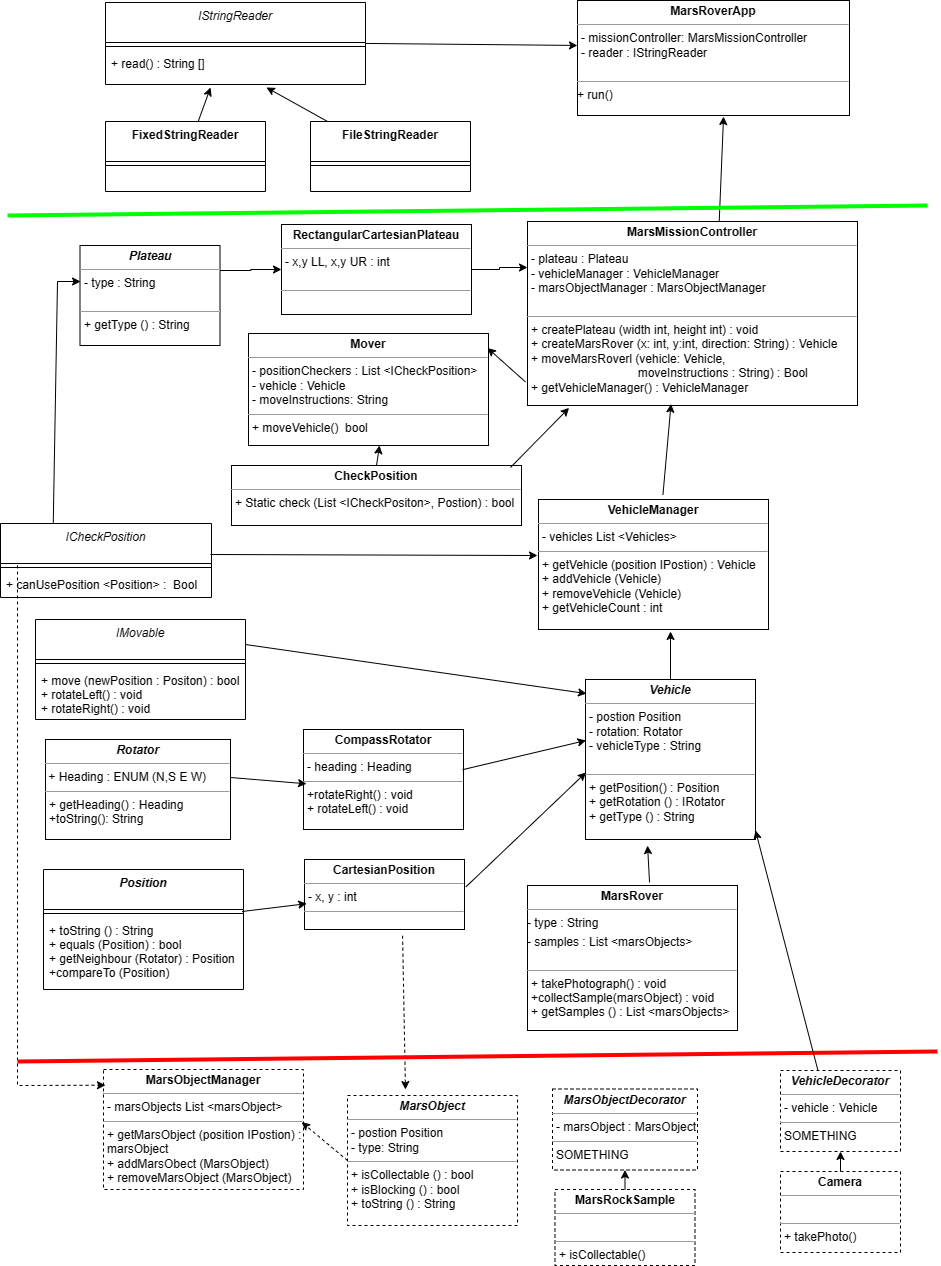 IStringReader
+ read() : String []
MarsRoverApp
- missionController: MarsMissionController
- reader : IStringReader
+ run()
FixedStringReader
FileStringReader
Plateau
- type : String
+ getType () : String
RectangularCartesianPlateau
- x,y LL, x,y UR : int
MarsMissionController
- plateau : Plateau
- vehicleManager : VehicleManager
- marsObjectManager : MarsObjectManager
+ createPlateau (width int, height int) : void
+ createMarsRover (x: int, y:int, direction: String) : Vehicle
+ moveMarsRoverl (vehicle: Vehicle,
moveInstructions : String) : Bool
+ getVehicleManager() : VehicleManager
Mover
- positionCheckers : List <ICheckPosition>
- vehicle : Vehicle
- moveInstructions: String
+ moveVehicle()  bool
CheckPosition
+ Static check (List <ICheckPositon>, Postion) : bool
ICheckPosition
+ canUsePosition <Position> :  Bool
VehicleManager
- vehicles List <Vehicles>
+ getVehicle (position IPostion) : Vehicle
+ addVehicle (Vehicle)
+ removeVehicle (Vehicle)
+ getVehicleCount : int
IMovable
+ move (newPosition : Positon) : bool
+ rotateLeft() : void
+ rotateRight() : void
Vehicle
- postion Position
- rotation: Rotator
- vehicleType : String
+ getPosition() : Position
+ getRotation () : IRotator
+ getType () : String
Rotator
+ Heading : ENUM (N,S E W)
+ getHeading() : Heading
+toString(): String
CompassRotator
- heading : Heading
+rotateRight() : void
+ rotateLeft() : void
Position
+ toString () : String
+ equals (Position) : bool
+ getNeighbour (Rotator) : Position
+compareTo (Position)
CartesianPosition
- x, y : int
MarsRover
- type : String
- samples : List <marsObjects>
+ takePhotograph() : void
+collectSample(marsObject) : void
+ getSamples () : List <marsObjects>
MarsObjectManager
- marsObjects List <marsObject>
+ getMarsObject (position IPostion) :
marsObject
+ addMarsObect (MarsObject)
+ removeMarsObject (MarsObject)
MarsObject
- postion Position
- type: String
+ isCollectable () : bool
+ isBlocking () : bool
+ toString () : String
MarsObjectDecorator
- marsObject : MarsObject
SOMETHING
MarsRockSample
+ isCollectable()
VehicleDecorator
- vehicle : Vehicle
SOMETHING
Camera
+ takePhoto()